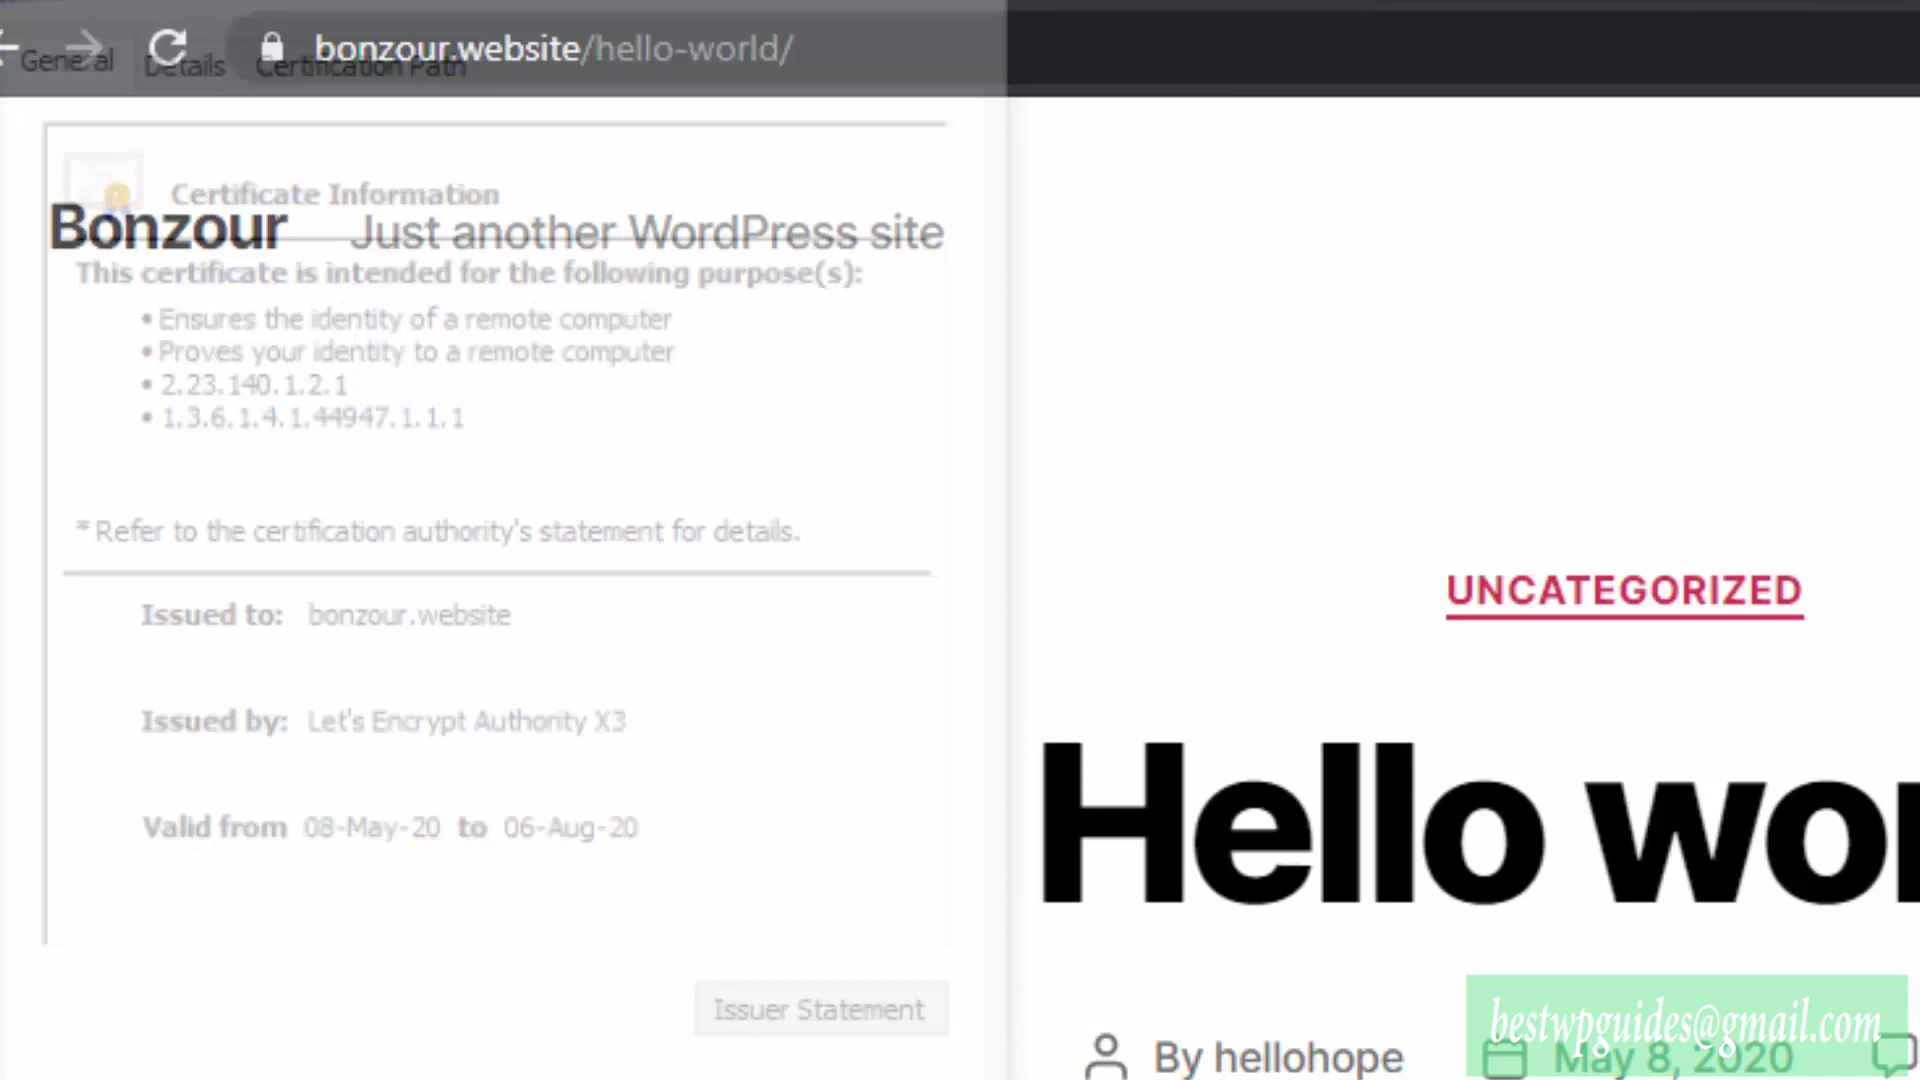 bonzour.website/hello-world/
General Details Certification Path
Certificate Information
Bonzour Just another WordPress site
This certificate is intended for the following purpose(s):
• Ensures the identity of a remote computer
• Proves your identity to a remote computer
• 2.23.140.1.2.1
• 1.3.6.1.4.1.44947.1.1.1
* Refer to the certification authority's statement for details.
Issued to: bonzour.website
Issued by: Let's Encrypt Authority X3
Valid from 08-May-20 to 06-Aug-20
Issuer Statement
UNCATEGORIZED
Hello wor
By hellohope May 8, 2020
bestwpguides@gmail.com